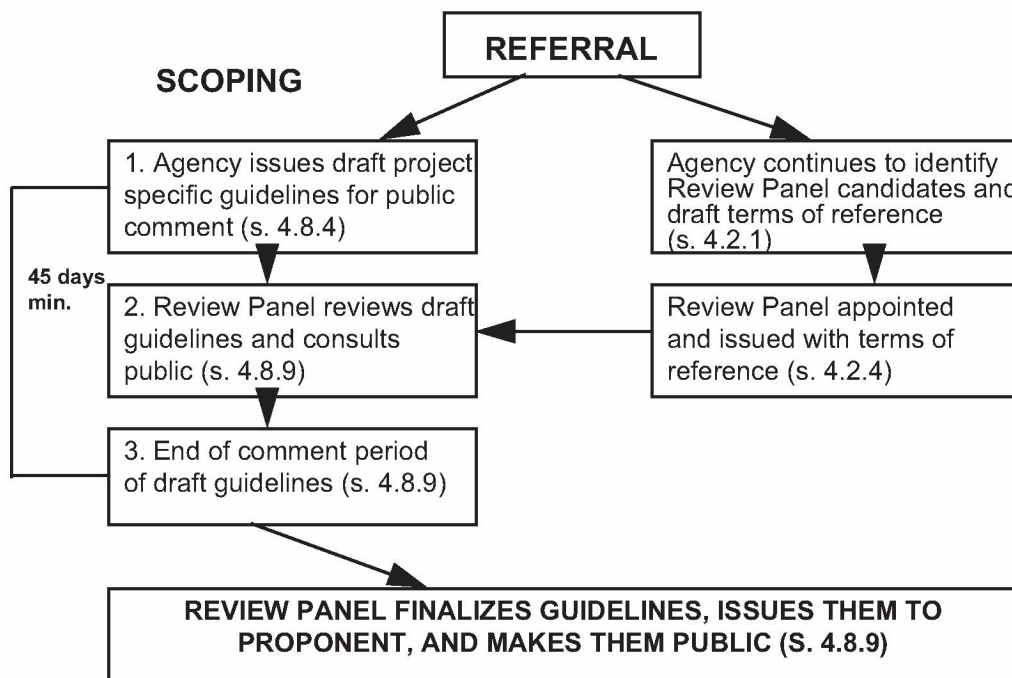 REFERRAL
SCOPING
1. Agency issues draft project
specific guidelines for public
comment (s. 4.8.4)
Agency continues to identify
Review Panel candidates and
draft terms of reference
(s. 4.2.1)
45 days
min.
2. Review Panel reviews draft
guidelines and consults
public (s. 4.8.9)
Review Panel appointed
and issued with terms of
reference (s. 4.2.4)
3. End of comment period
of draft guidelines (s. 4.8.9)
REVIEW PANEL FINALIZES GUIDELINES, ISSUES THEM TO
PROPONENT, AND MAKES THEM PUBLIC (S. 4.8.9)